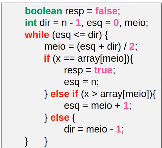 boolean resp = false;
int dir = n - 1, esq = 0, meio;
while (esq <= dir) {
meio = (esq + dir) / 2;
if (x == array[meio]){
resp = true;
esq = n;
} else if (x > array[meio]){
esq = meio + 1;
} else {
dir = meio - 1;
} }